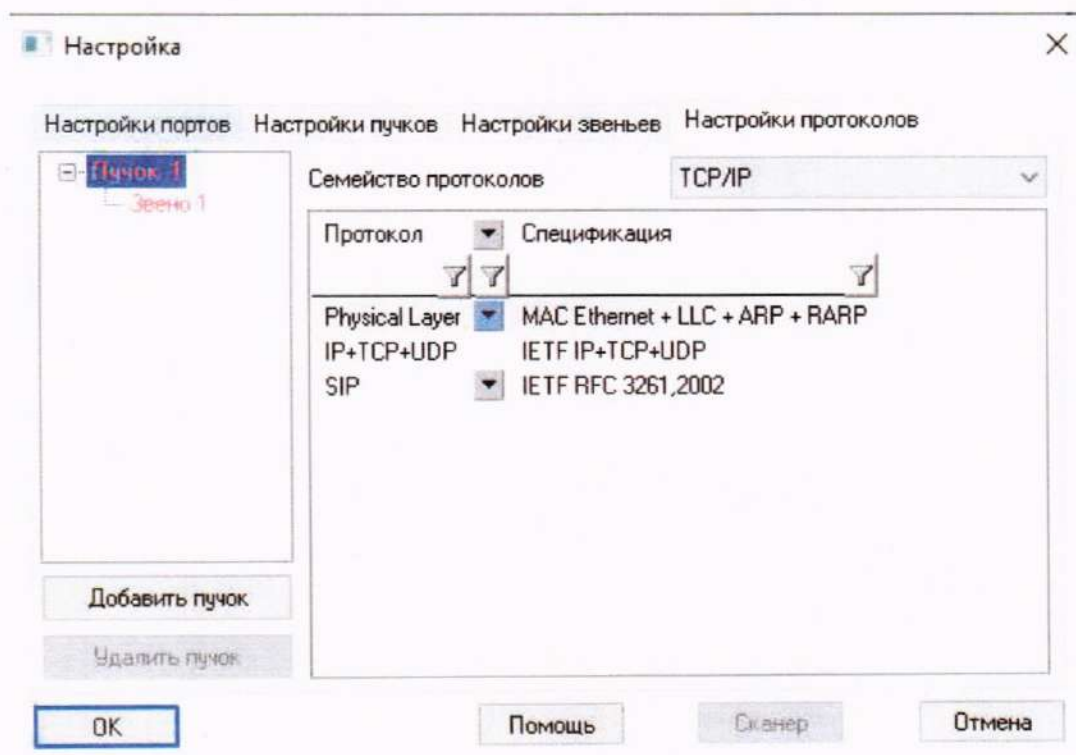 Настройка
Настройки портов Настройки пучков Настройки звеньев Настройки протоколов
Пучок 1
Звено 1
Семейство протоколов TCP/IP
Протокол Спецификация
Physical Layer MAC Ethernet + LLC + ARP + RARP
IP+TCP+UDP IETF IP+TCP+UDP
SIP IETF RFC 3261,2002
Добавить пучок
Удалить пучок
OK Помощь Сканер Отмена